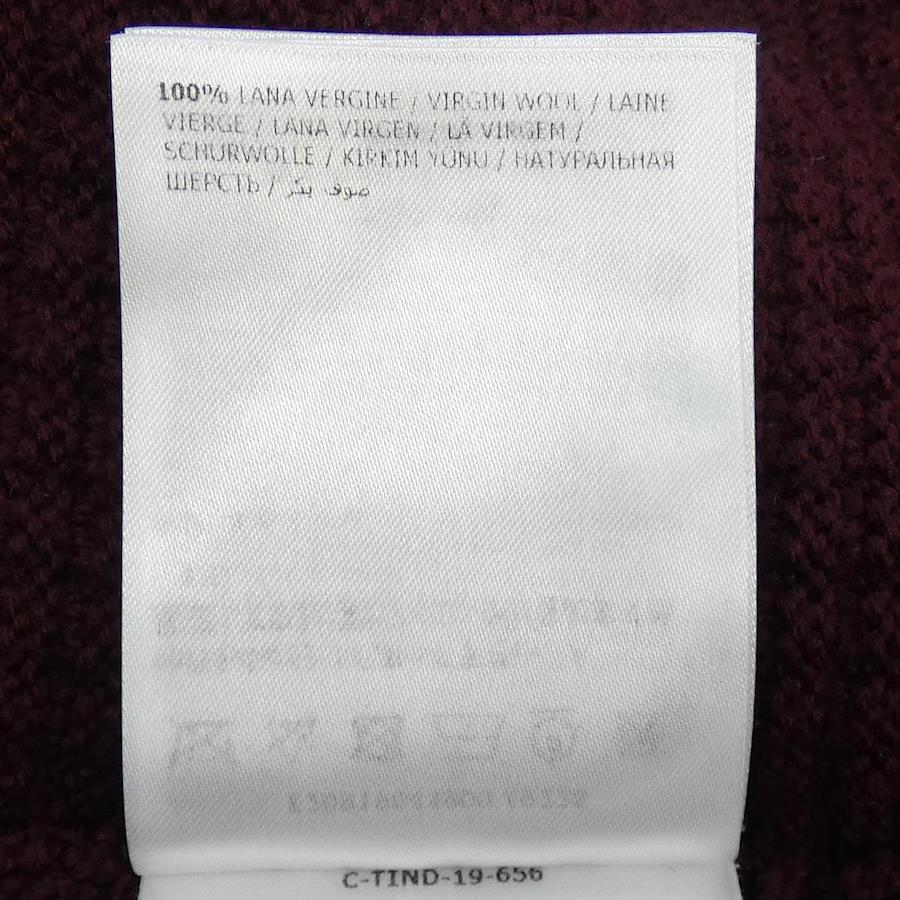 100% LANA VERGINE / VIRGIN WOOL / LAINE
VIERGE / LANA VIRGEN / LÃ VIRGEM /
SCHURWOLLE / KIRKIM YÜNÜ / НАТУРАЛЬНАЯ
ШЕРСТЬ / صوف بكر
C-TIND-19-656